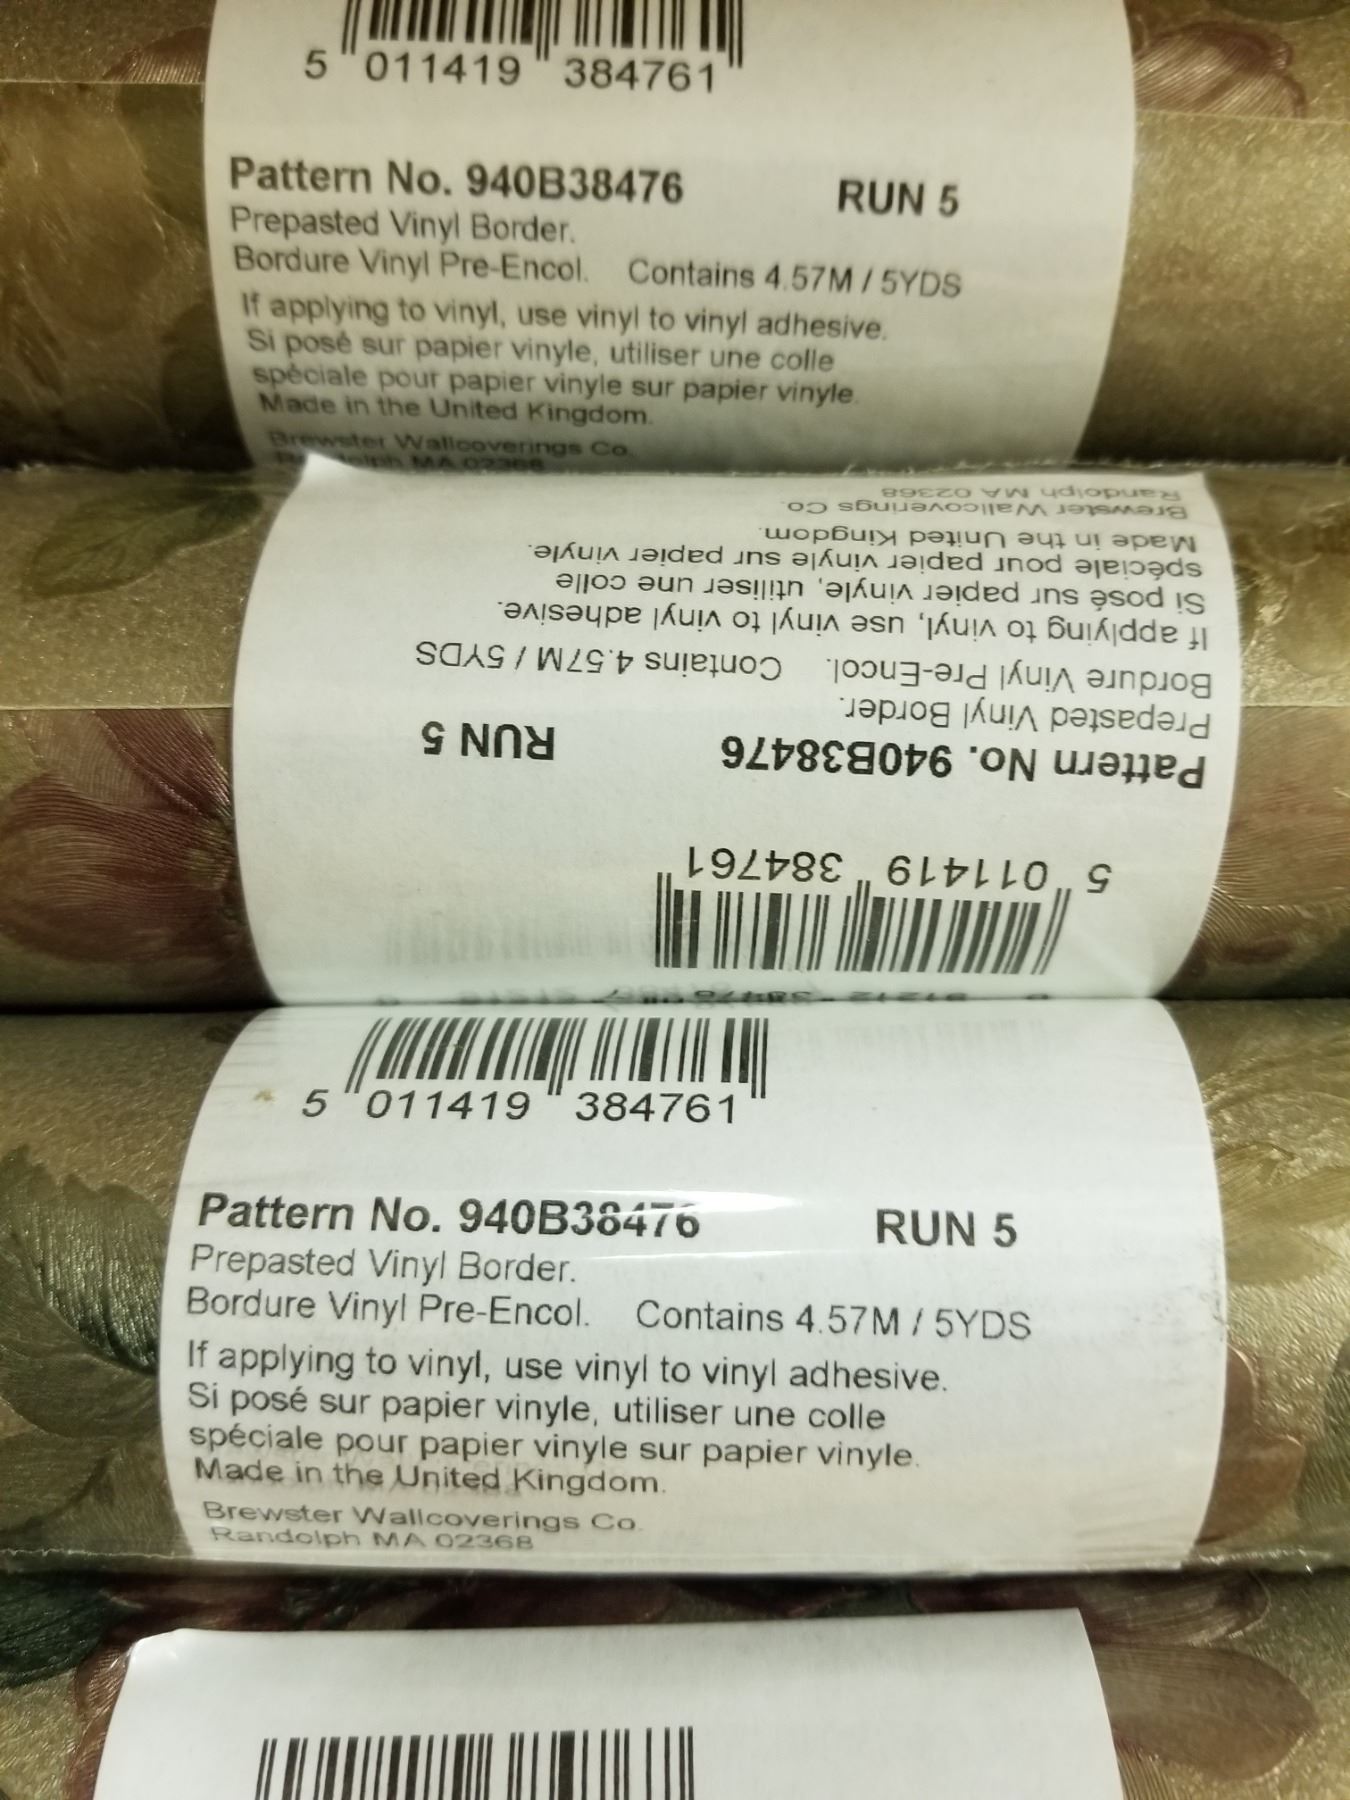 5 011419 384761
Pattern No. 940B38476 RUN 5
Prepasted Vinyl Border.
Bordure Vinyl Pre-Encol. Contains 4.57M / 5YDS
If applying to vinyl, use vinyl to vinyl adhesive.
Si posé sur papier vinyle, utiliser une colle
spéciale pour papier vinyle sur papier vinyle.
Made in the United Kingdom.
Brewster Wallcoverings Co.
Randolph MA 02368
5 011419 384761
Pattern No. 940B38476 RUN 5
Prepasted Vinyl Border.
Bordure Vinyl Pre-Encol. Contains 4.57M / 5YDS
If applying to vinyl, use vinyl to vinyl adhesive.
Si posé sur papier vinyle, utiliser une colle
spéciale pour papier vinyle sur papier vinyle.
Made in the United Kingdom.
Brewster Wallcoverings Co.
Randolph MA 02368
5 011419 384761
Pattern No. 940B38476 RUN 5
Prepasted Vinyl Border.
Bordure Vinyl Pre-Encol. Contains 4.57M / 5YDS
If applying to vinyl, use vinyl to vinyl adhesive.
Si posé sur papier vinyle, utiliser une colle
spéciale pour papier vinyle sur papier vinyle.
Made in the United Kingdom.
Brewster Wallcoverings Co.
Randolph MA 02368